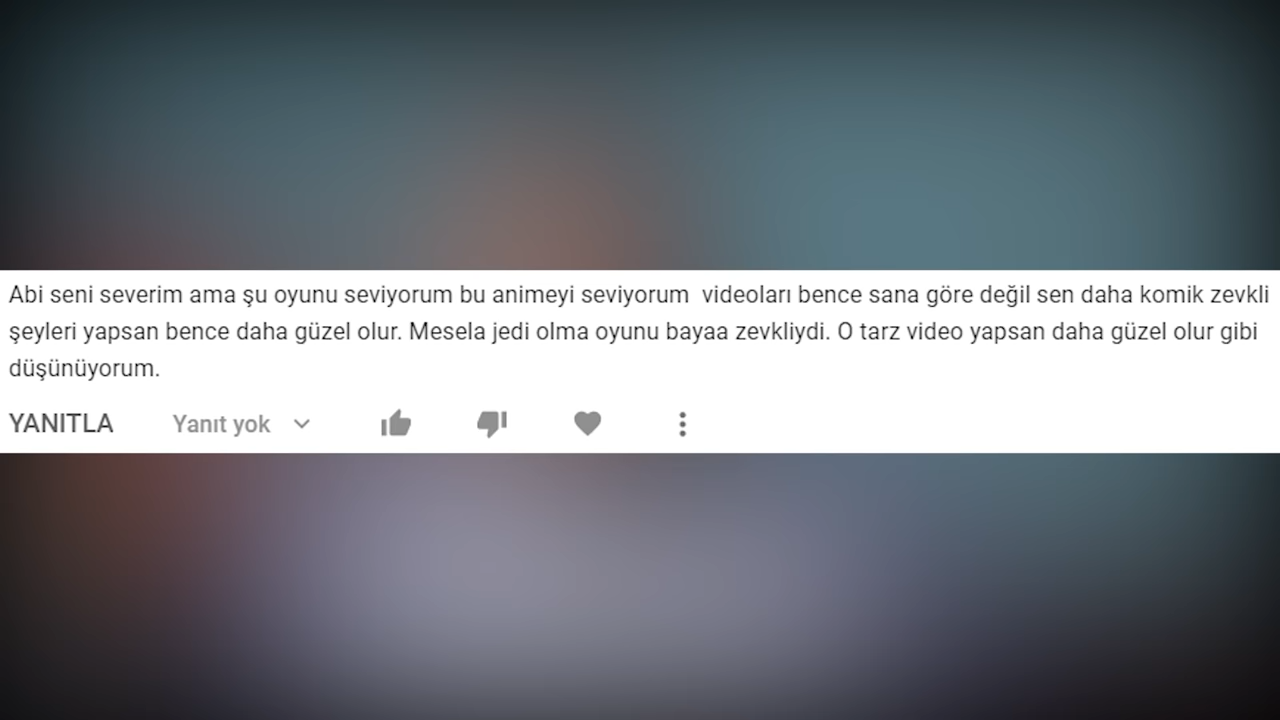 Abi seni severim ama şu oyunu seviyorum bu animeyi seviyorum  videoları bence sana göre değil sen daha komik zevkli
şeyleri yapsan bence daha güzel olur. Mesela jedi olma oyunu bayaa zevkliydi. O tarz video yapsan daha güzel olur gibi
düşünüyorum.
YANITLA Yanıt yok